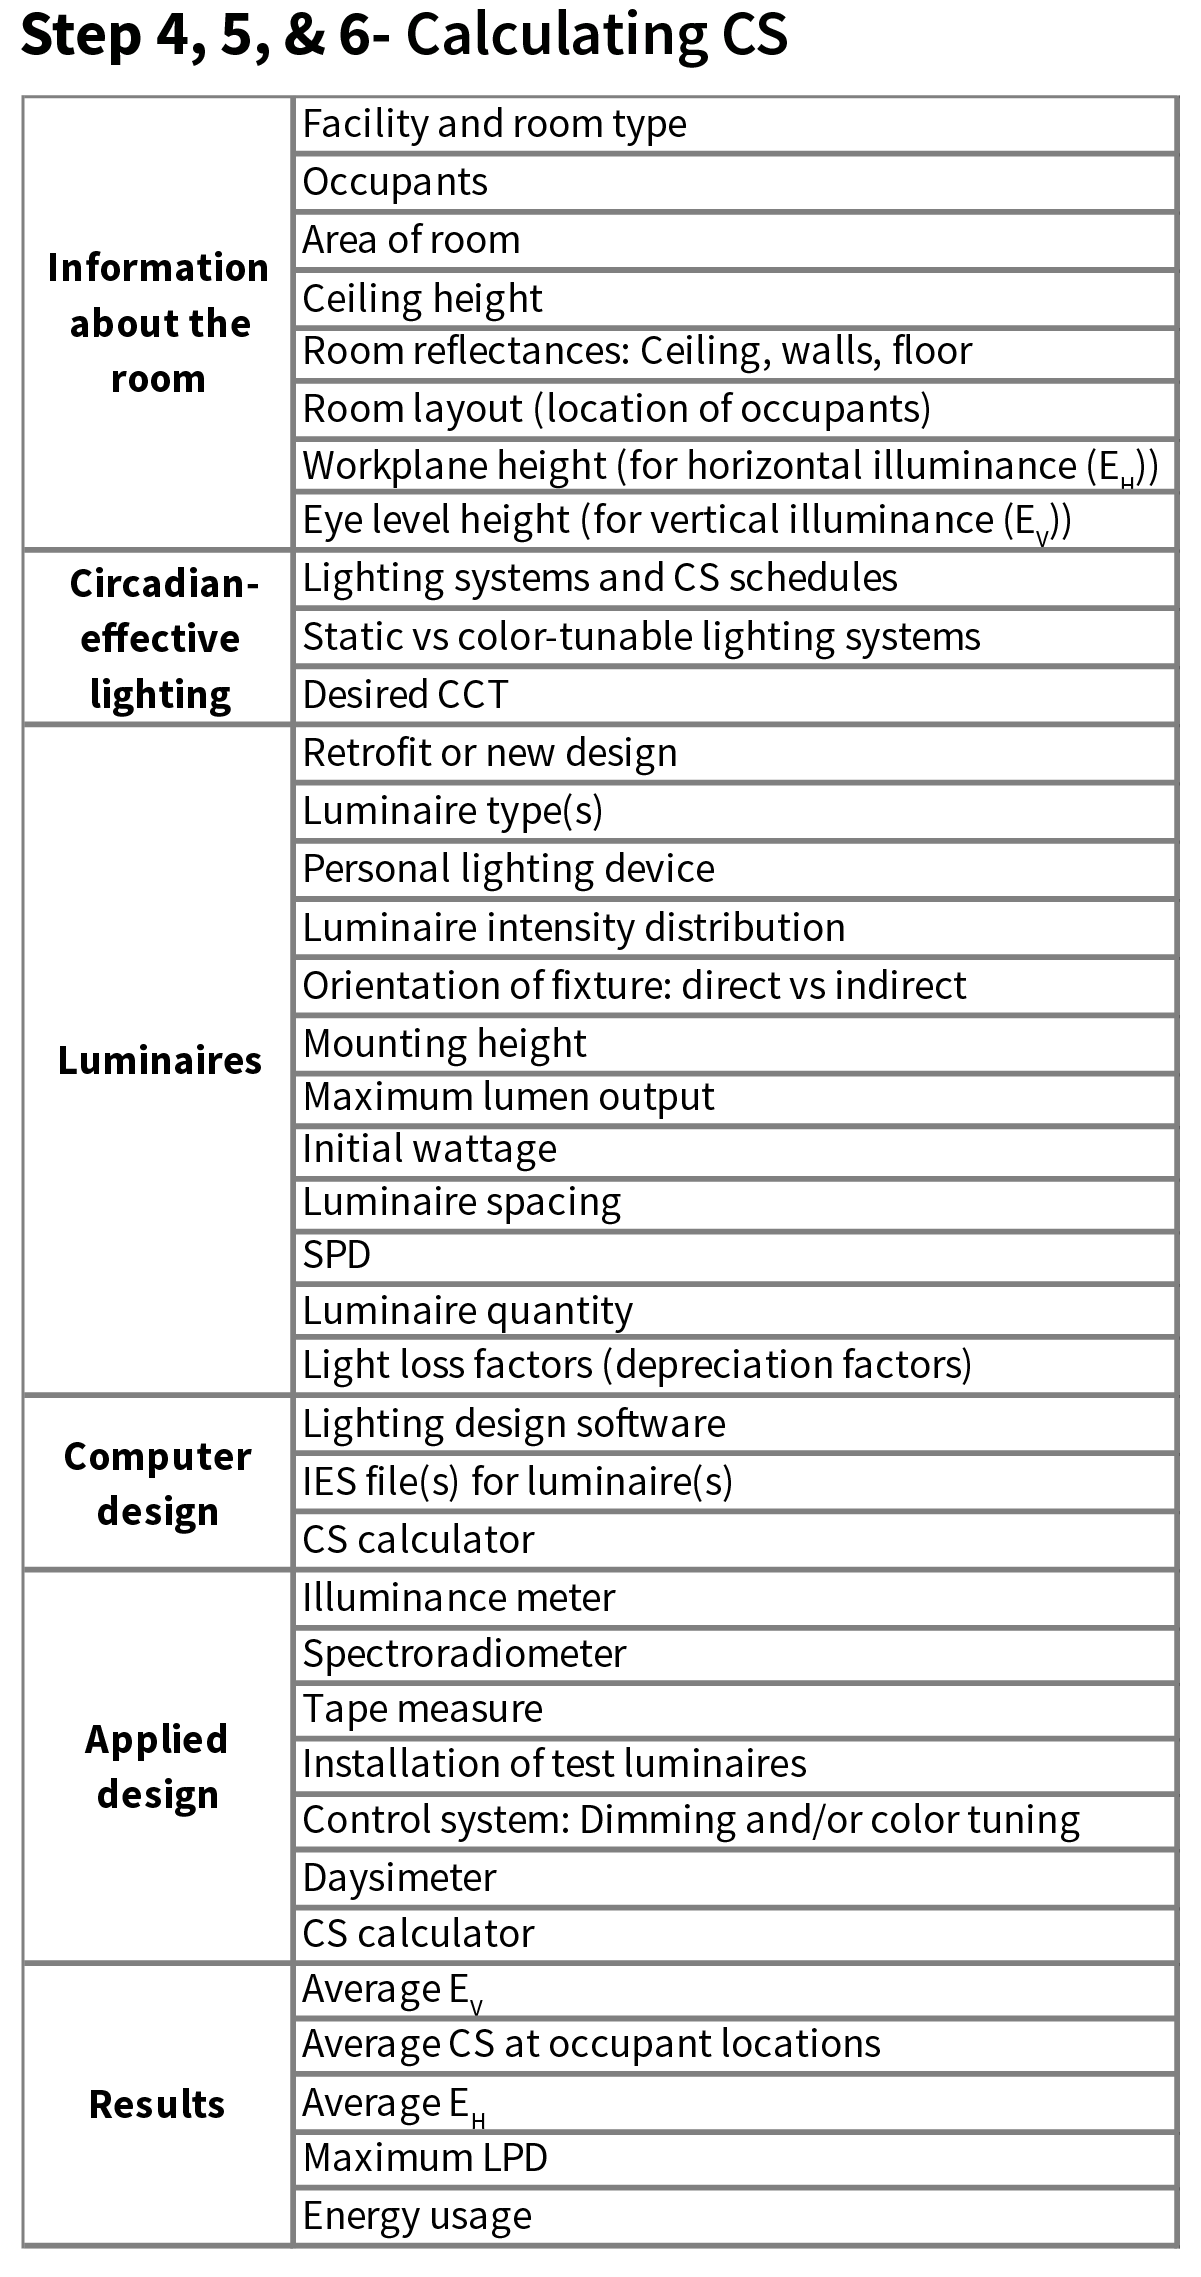 Step 4, 5, & 6- Calculating CS
Information
about the
room
Facility and room type
Occupants
Area of room
Ceiling height
Room reflectances: Ceiling, walls, floor
Room layout (location of occupants)
Workplane height (for horizontal illuminance (EH))
Eye level height (for vertical illuminance (EV))
Circadian-
effective
lighting
Lighting systems and CS schedules
Static vs color-tunable lighting systems
Desired CCT
Luminaires
Retrofit or new design
Luminaire type(s)
Personal lighting device
Luminaire intensity distribution
Orientation of fixture: direct vs indirect
Mounting height
Maximum lumen output
Initial wattage
Luminaire spacing
SPD
Luminaire quantity
Light loss factors (depreciation factors)
Computer
design
Lighting design software
IES file(s) for luminaire(s)
CS calculator
Applied
design
Illuminance meter
Spectroradiometer
Tape measure
Installation of test luminaires
Control system: Dimming and/or color tuning
Daysimeter
CS calculator
Results
Average EV
Average CS at occupant locations
Average EH
Maximum LPD
Energy usage